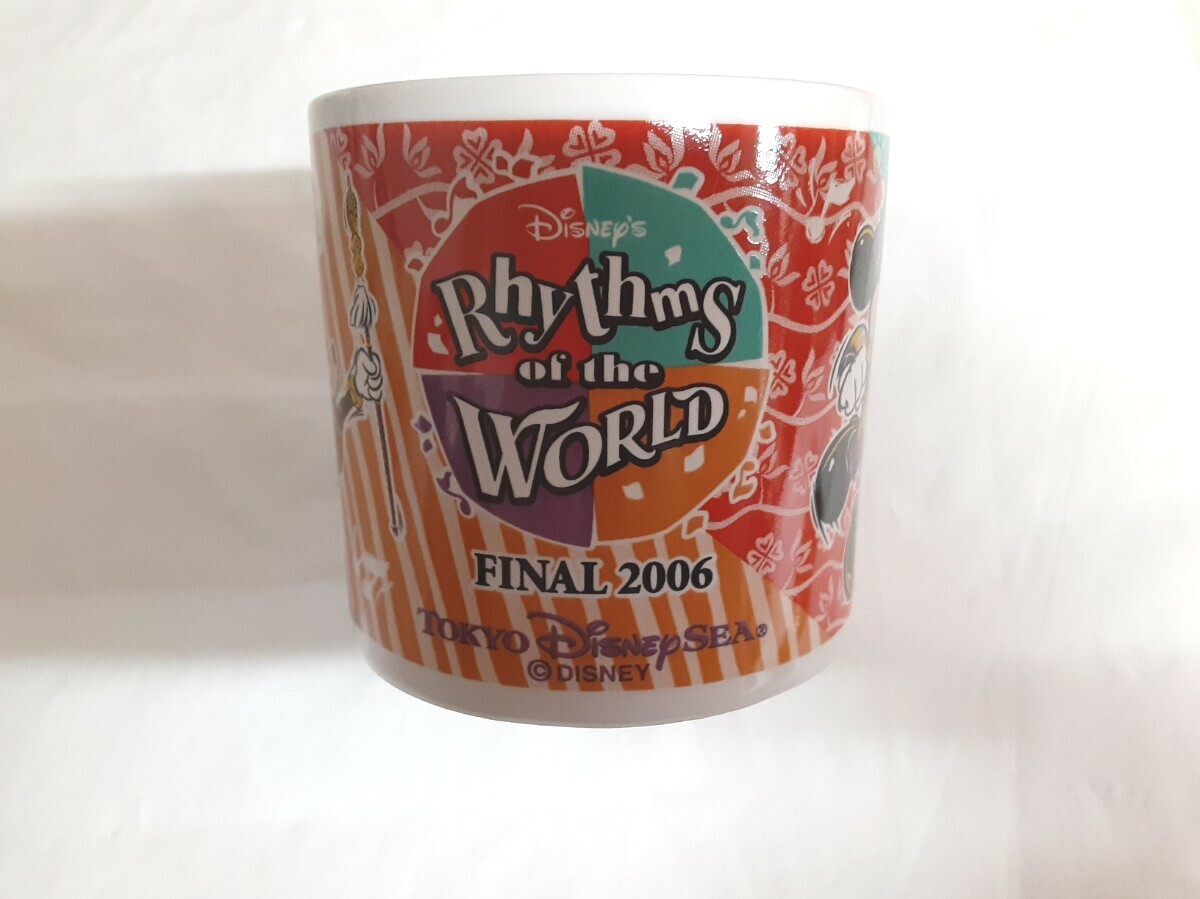 Disney's
Rhythms
of the
WORLD
FINAL 2006
TOKYO DisneySEA®
© DISNEY